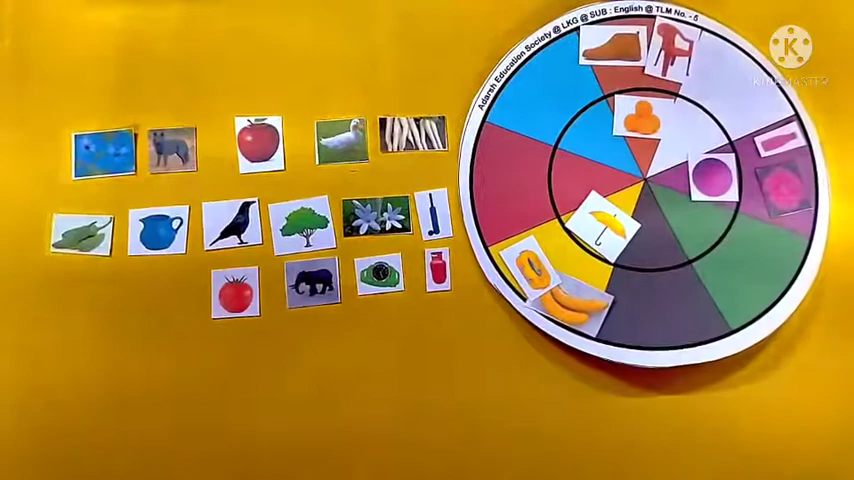 Adarsh Education Society @ LKG @ SUB : English @ TLM No. - 5
K
KINEMASTER